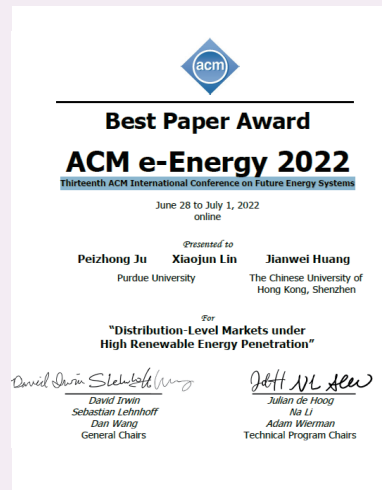 acm
Best Paper Award
ACM e-Energy 2022
Thirteenth ACM International Conference on Future Energy Systems
June 28 to July 1, 2022
online
Presented to
Peizhong Ju Xiaojun Lin Jianwei Huang
Purdue University The Chinese University of
Hong Kong, Shenzhen
For
"Distribution-Level Markets under
High Renewable Energy Penetration"
David Irwin
David Irwin Julian de Hoog
Sebastian Lehnhoff Na Li
Dan Wang Adam Wierman
General Chairs Technical Program Chairs